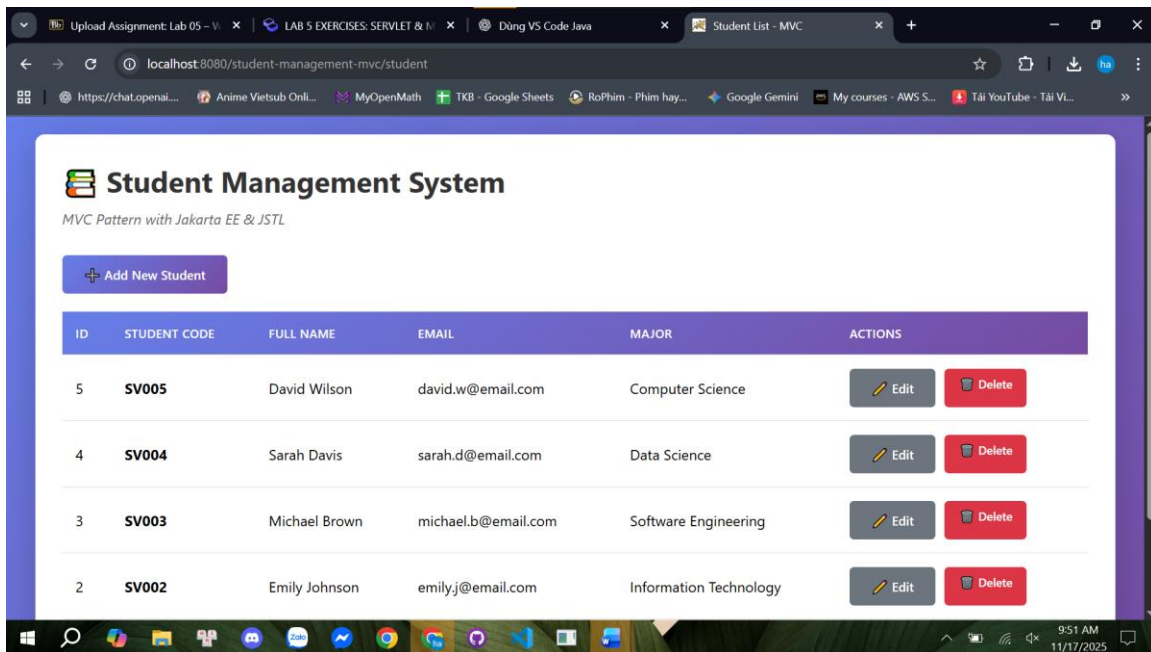 Upload Assignment: Lab 05 – W
LAB 5 EXERCISES: SERVLET & M
Dùng VS Code Java
Student List - MVC
localhost:8080/student-management-mvc/student
ha
https://chat.openai....
Anime Vietsub Onli...
MyOpenMath
TKB - Google Sheets
RoPhim - Phim hay...
Google Gemini
My courses - AWS S...
Tải YouTube - Tải Vi...
Student Management System
MVC Pattern with Jakarta EE & JSTL
Add New Student
ID STUDENT CODE FULL NAME EMAIL MAJOR ACTIONS
5 SV005 David Wilson david.w@email.com Computer Science Edit Delete
4 SV004 Sarah Davis sarah.d@email.com Data Science Edit Delete
3 SV003 Michael Brown michael.b@email.com Software Engineering Edit Delete
2 SV002 Emily Johnson emily.j@email.com Information Technology Edit Delete
Zalo
9:51 AM
11/17/2025